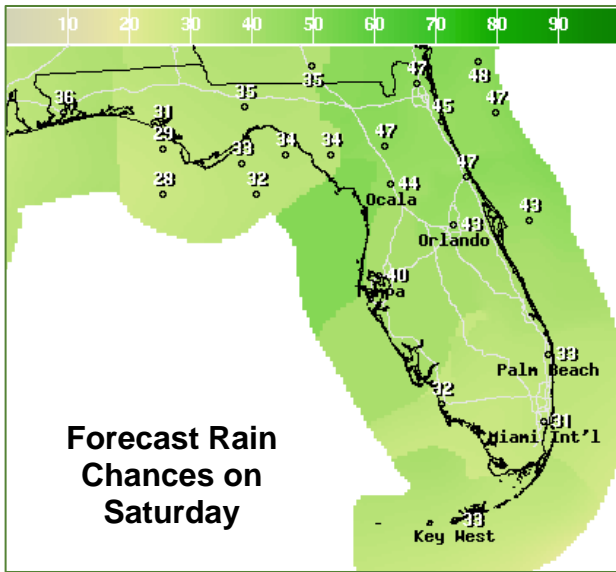 10 20 30 40 50 60 70 80 90
35 47 48
36 35 47
31 45
29 34 34 47
33
28 32 44 47
Ocala
43 43
Orlando
40
Tampa
33
Palm Beach
32
31
Miami Int'l
33
Key West
Forecast Rain
Chances on
Saturday